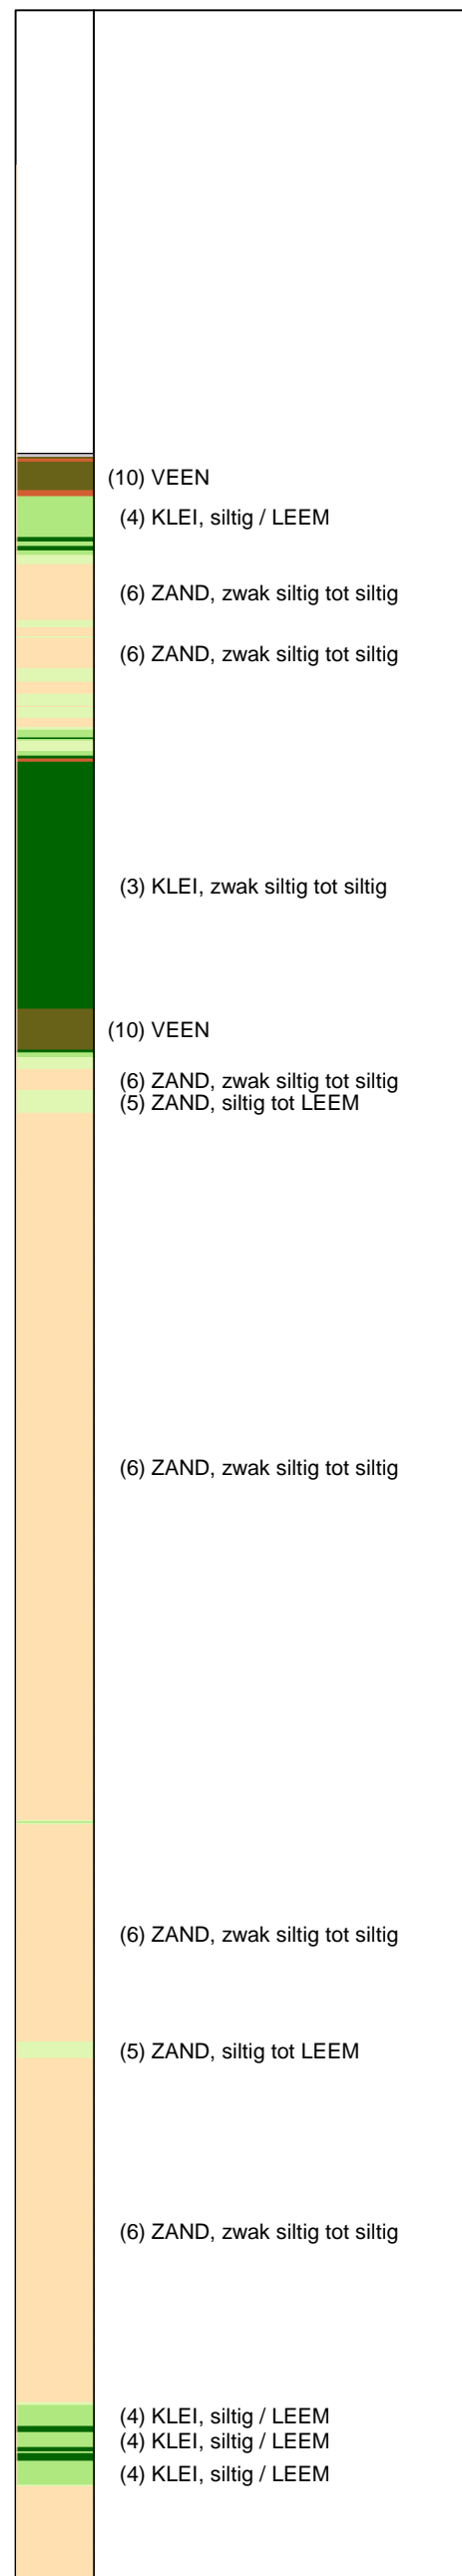 (10) VEEN
(4) KLEI, siltig / LEEM
(6) ZAND, zwak siltig tot siltig
(6) ZAND, zwak siltig tot siltig
(3) KLEI, zwak siltig tot siltig
(10) VEEN
(6) ZAND, zwak siltig tot siltig
(5) ZAND, siltig tot LEEM
(6) ZAND, zwak siltig tot siltig
(6) ZAND, zwak siltig tot siltig
(5) ZAND, siltig tot LEEM
(6) ZAND, zwak siltig tot siltig
(4) KLEI, siltig / LEEM
(4) KLEI, siltig / LEEM
(4) KLEI, siltig / LEEM